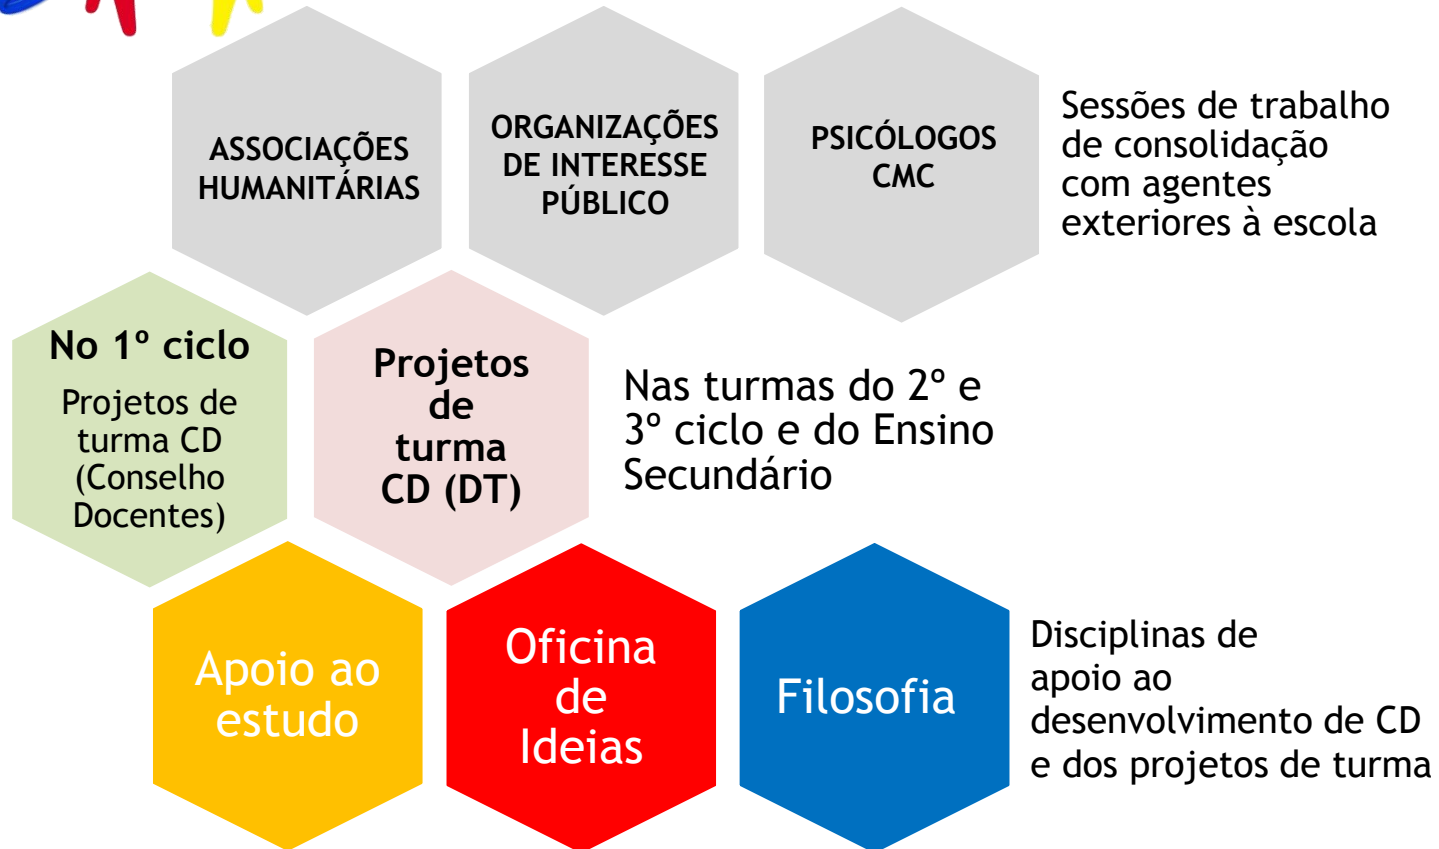 ASSOCIAÇÕES
HUMANITÁRIAS
ORGANIZAÇÕES
DE INTERESSE
PÚBLICO
PSICÓLOGOS
CMC
Sessões de trabalho
de consolidação
com agentes
exteriores à escola
No 1º ciclo
Projetos de
turma CD
(Conselho
Docentes)
Projetos
de
turma
CD (DT)
Nas turmas do 2º e
3º ciclo e do Ensino
Secundário
Apoio ao
estudo
Oficina
de
Ideias
Filosofia
Disciplinas de
apoio ao
desenvolvimento de CD
e dos projetos de turma